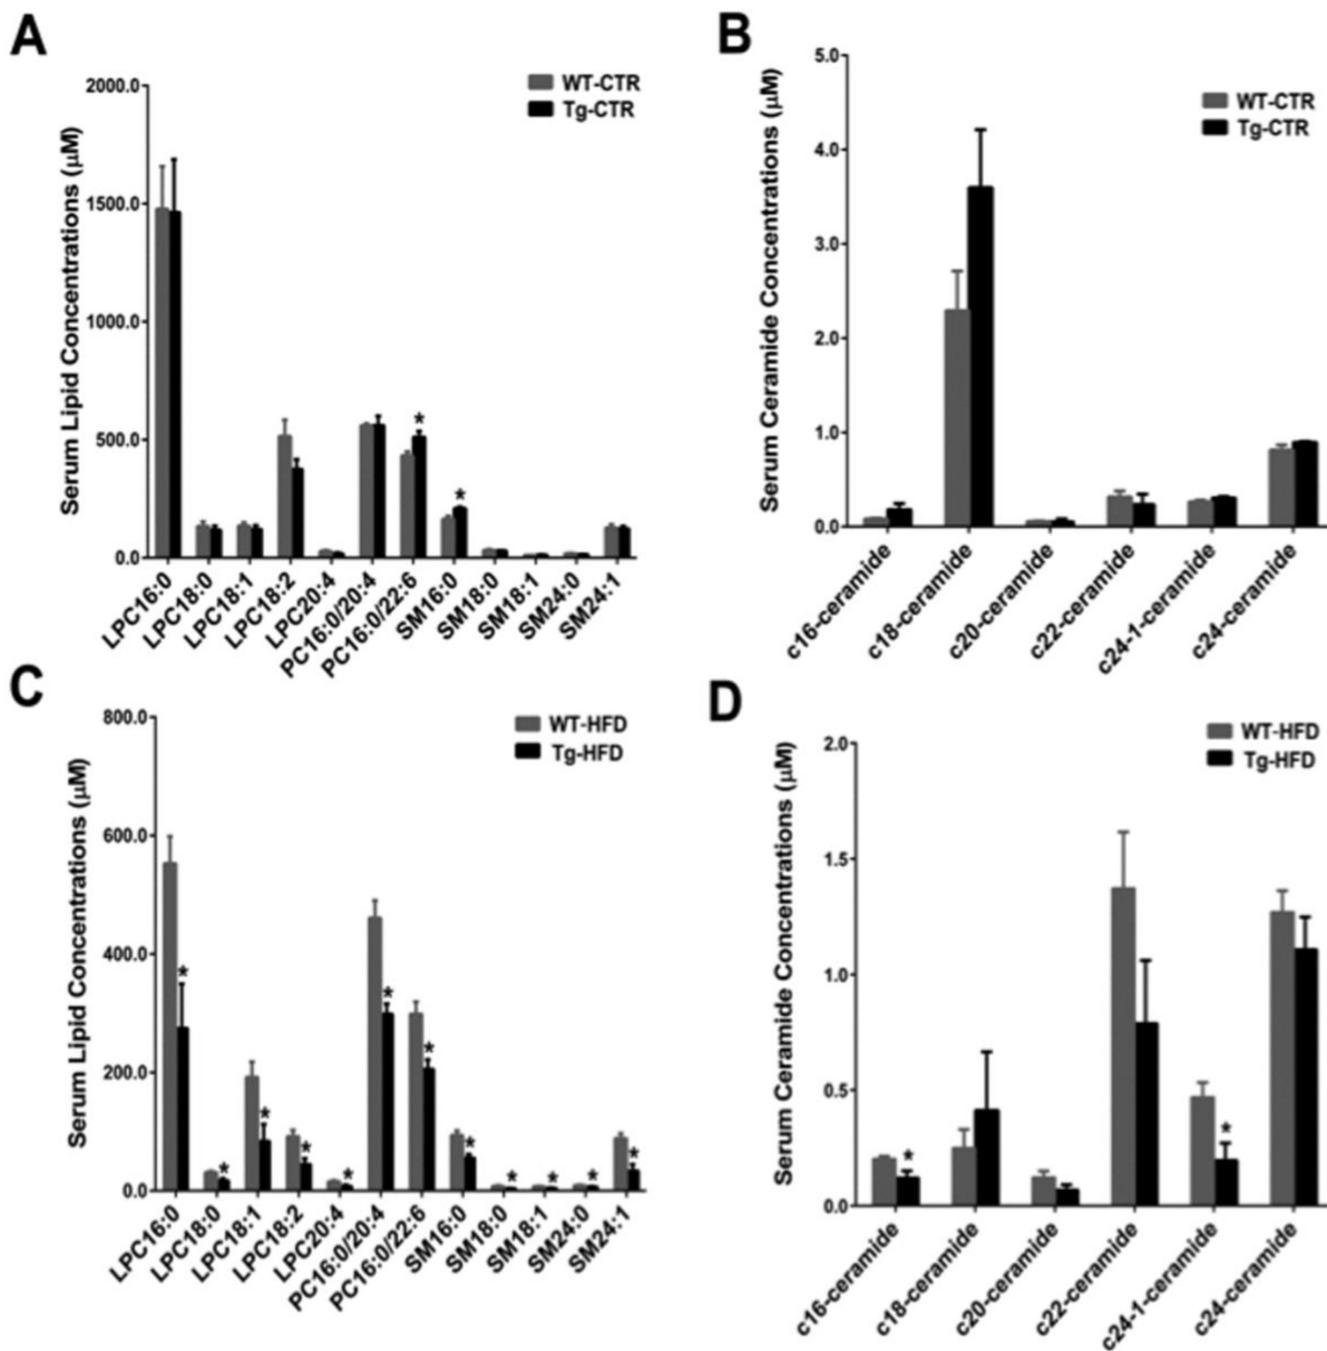 A
WT-CTR
Tg-CTR
Serum Lipid Concentrations (μM)
2000.0
1500.0
1000.0
500.0
0.0
*
*
LPC16:0
LPC18:0
LPC18:1
LPC18:2
LPC20:4
PC16:0/20:4
PC16:0/22:6
SM16:0
SM18:0
SM18:1
SM24:0
SM24:1
B
WT-CTR
Tg-CTR
Serum Ceramide Concentrations (μM)
5.0
4.0
3.0
2.0
1.0
0.0
c16-ceramide
c18-ceramide
c20-ceramide
c22-ceramide
c24-1-ceramide
c24-ceramide
C
WT-HFD
Tg-HFD
Serum Lipid Concentrations (μM)
800.0
600.0
400.0
200.0
0.0
*
*
*
*
*
*
*
*
*
*
*
*
LPC16:0
LPC18:0
LPC18:1
LPC18:2
LPC20:4
PC16:0/20:4
PC16:0/22:6
SM16:0
SM18:0
SM18:1
SM24:0
SM24:1
D
WT-HFD
Tg-HFD
Serum Ceramide Concentrations (μM)
2.0
1.5
1.0
0.5
0.0
*
*
c16-ceramide
c18-ceramide
c20-ceramide
c22-ceramide
c24-1-ceramide
c24-ceramide